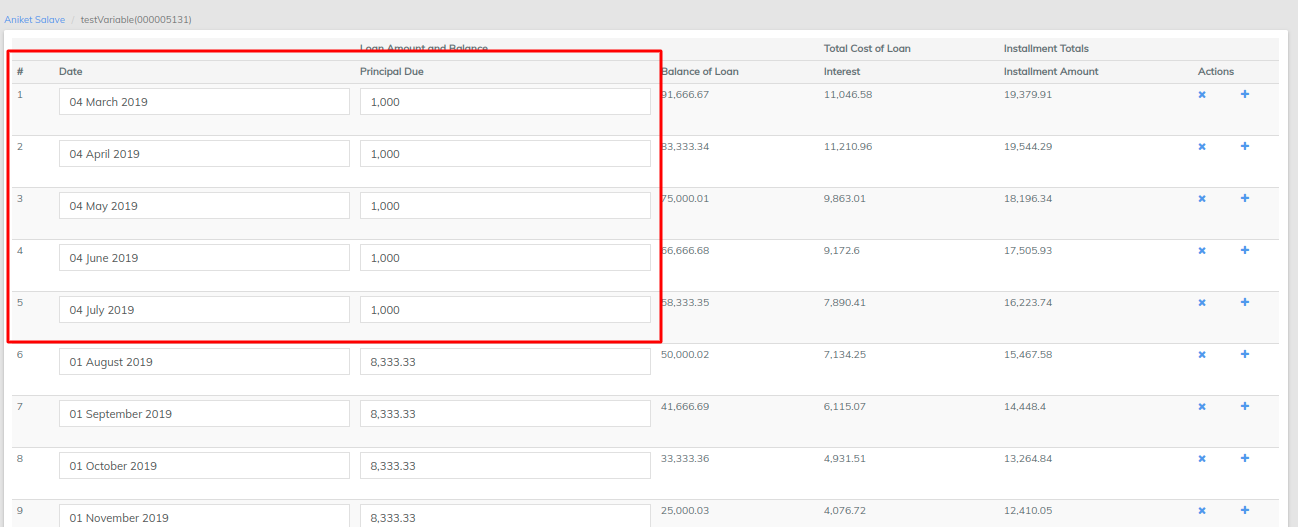 Aniket Salave / testVariable(000005131)
Loan Amount and Balance Total Cost of Loan Installment Totals
# Date Principal Due Balance of Loan Interest Installment Amount Actions
1 04 March 2019 1,000 91,666.67 11,046.58 19,379.91
2 04 April 2019 1,000 83,333.34 11,210.96 19,544.29
3 04 May 2019 1,000 75,000.01 9,863.01 18,196.34
4 04 June 2019 1,000 66,666.68 9,172.6 17,505.93
5 04 July 2019 1,000 58,333.35 7,890.41 16,223.74
6 01 August 2019 8,333.33 50,000.02 7,134.25 15,467.58
7 01 September 2019 8,333.33 41,666.69 6,115.07 14,448.4
8 01 October 2019 8,333.33 33,333.36 4,931.51 13,264.84
9 01 November 2019 8,333.33 25,000.03 4,076.72 12,410.05